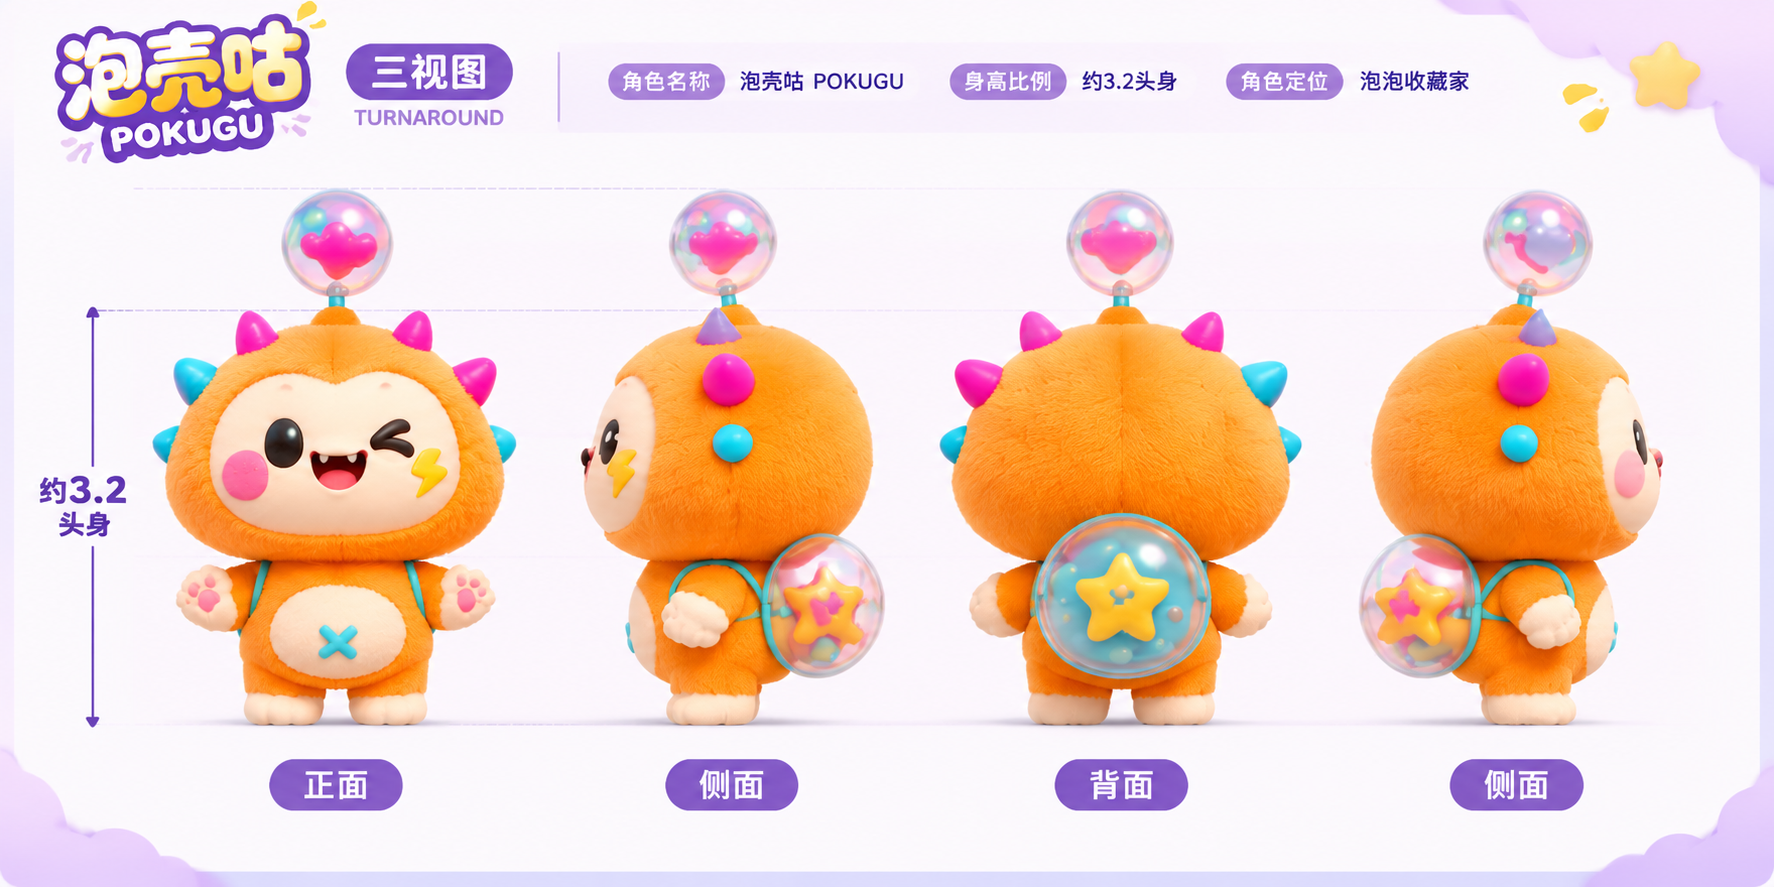 泡壳咕
POKUGU
三视图
TURNAROUND
角色名称 泡壳咕 POKUGU
身高比例 约3.2头身
角色定位 泡泡收藏家
约3.2
头身
正面
侧面
背面
侧面